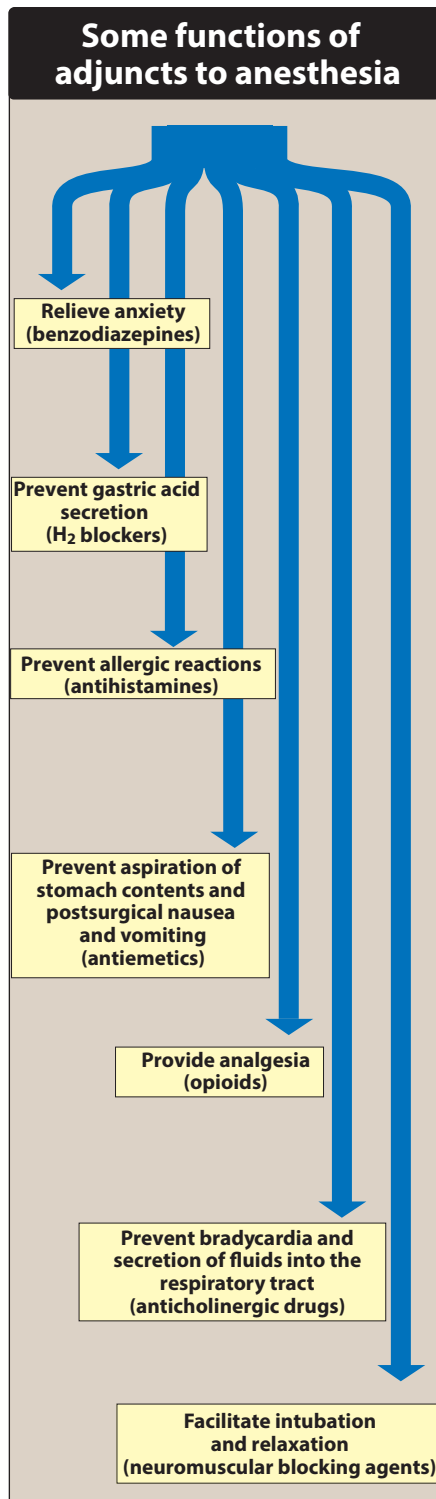 Some functions of
adjuncts to anesthesia
Relieve anxiety
(benzodiazepines)
Prevent gastric acid
secretion
(H₂ blockers)
Prevent allergic reactions
(antihistamines)
Prevent aspiration of
stomach contents and
postsurgical nausea
and vomiting
(antiemetics)
Provide analgesia
(opioids)
Prevent bradycardia and
secretion of fluids into the
respiratory tract
(anticholinergic drugs)
Facilitate intubation
and relaxation
(neuromuscular blocking agents)